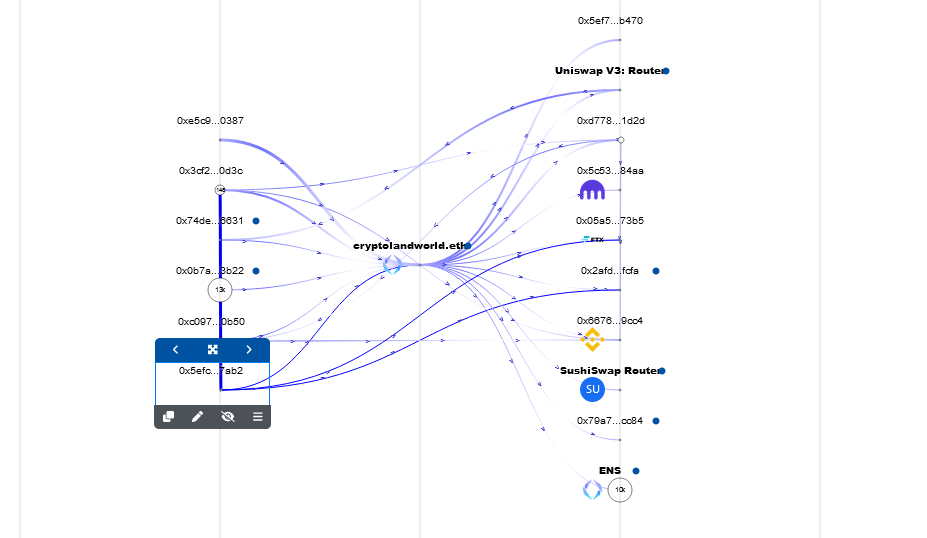 0x5ef7...b470
Uniswap V3: Router
0xe5c9...0387
0xd778...1d2d
0x3cf2...0d3c
0x5c53...84aa
0x74de...6631
0x05a5...73b5
FTX
cryptolandworld.eth
0x0b7a...3b22
0x2afd...fcfa
13k
0xc097...0b50
0x6676...9cc4
0x5efc...7ab2
SushiSwap Router
SU
0x79a7...cc84
ENS
10k